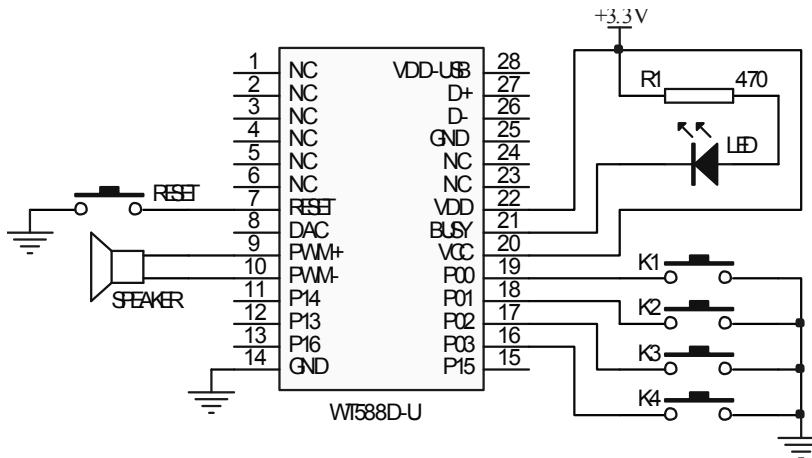 +3.3V
1 NC VDD-USB 28
2 NC D+ 27
3 NC D- 26
4 NC GND 25
5 NC NC 24
6 NC NC 23
7 RESET VDD 22
8 DAC BUSY 21
9 PWM+ VCC 20
10 PWM- P00 19
11 P14 P01 18
12 P13 P02 17
13 P16 P03 16
14 GND P15 15
WT588D-U
RESET
SPEAKER
R1 470
LED
K1
K2
K3
K4